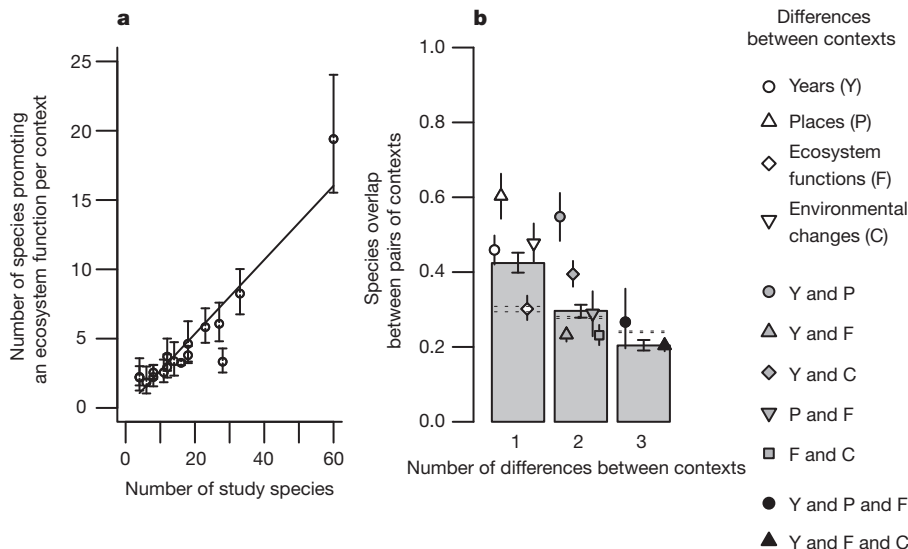 a
Number of species promoting
an ecosystem function per context
25
20
15
10
5
0
0
20
40
60
Number of study species
b
Species overlap
between pairs of contexts
1.0
0.8
0.6
0.4
0.2
0.0
1
2
3
Number of differences between contexts
Differences
between contexts
Years (Y)
Places (P)
Ecosystem
functions (F)
Environmental
changes (C)
Y and P
Y and F
Y and C
P and F
F and C
Y and P and F
Y and F and C